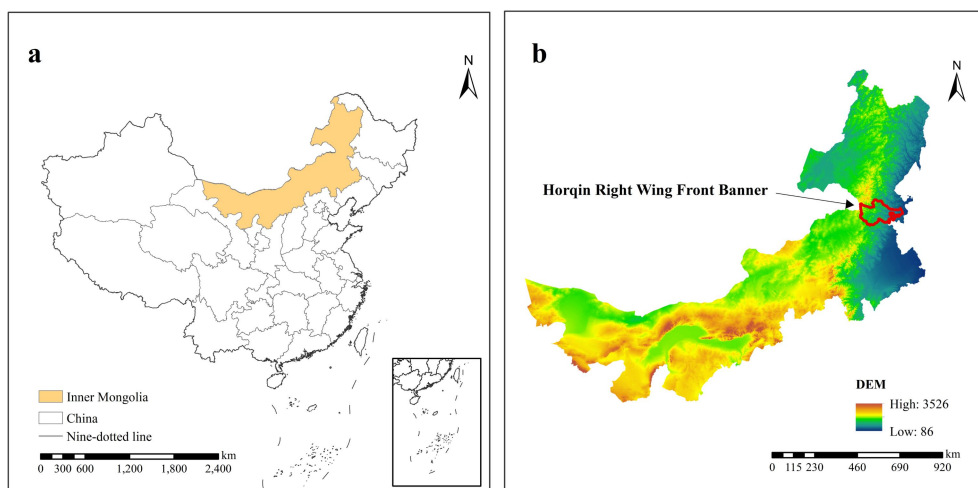 a
N
Inner Mongolia
China
Nine-dotted line
km
0 300 600 1,200 1,800 2,400
b
N
Horqin Right Wing Front Banner
DEM
High: 3526
Low: 86
km
0 115 230 460 690 920